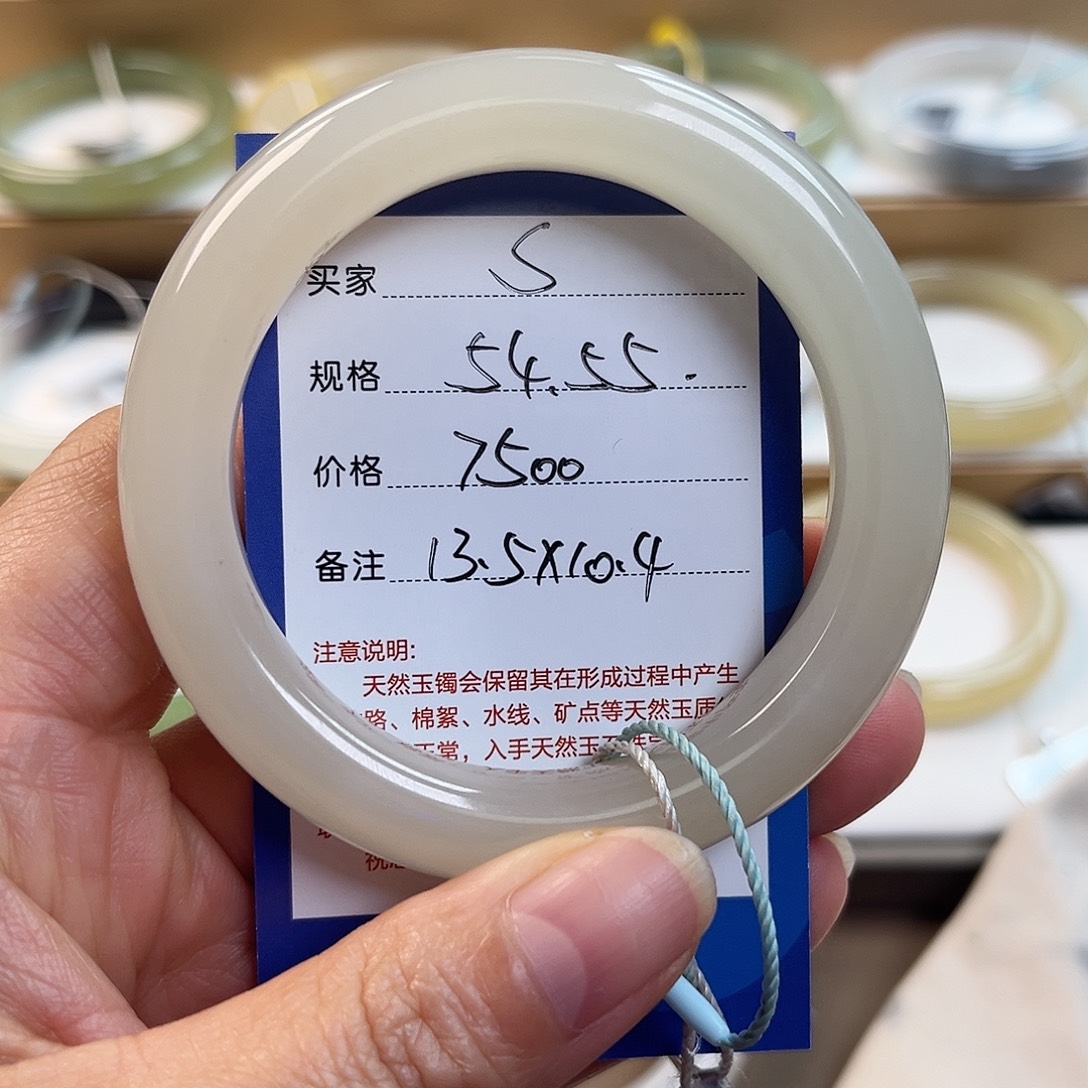 买家 S
规格 54.55.
价格 7500
备注 13.5X10.4
注意说明:
天然玉镯会保留其在形成过程中产生
路、棉絮、水线、矿点等天然玉质
正常，入手天然玉
祝